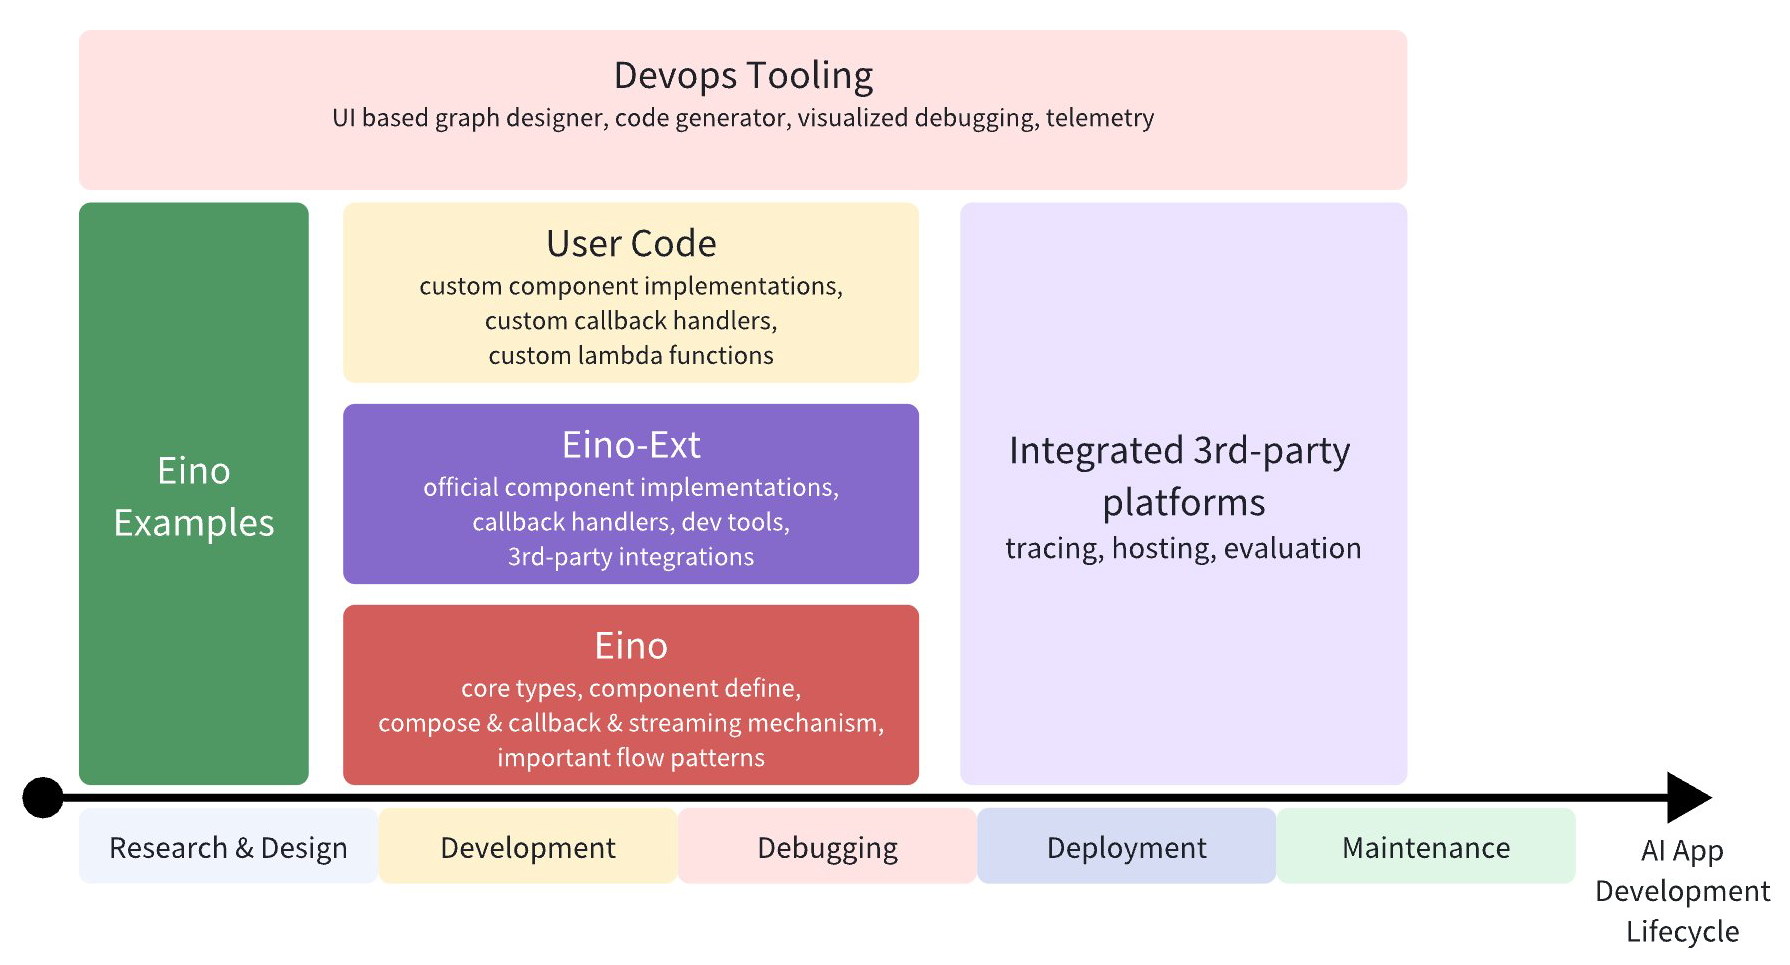 Devops Tooling
UI based graph designer, code generator, visualized debugging, telemetry
Eino
Examples
User Code
custom component implementations,
custom callback handlers,
custom lambda functions
Eino-Ext
official component implementations,
callback handlers, dev tools,
3rd-party integrations
Eino
core types, component define,
compose & callback & streaming mechanism,
important flow patterns
Integrated 3rd-party
platforms
tracing, hosting, evaluation
Research & Design
Development
Debugging
Deployment
Maintenance
AI App
Development
Lifecycle